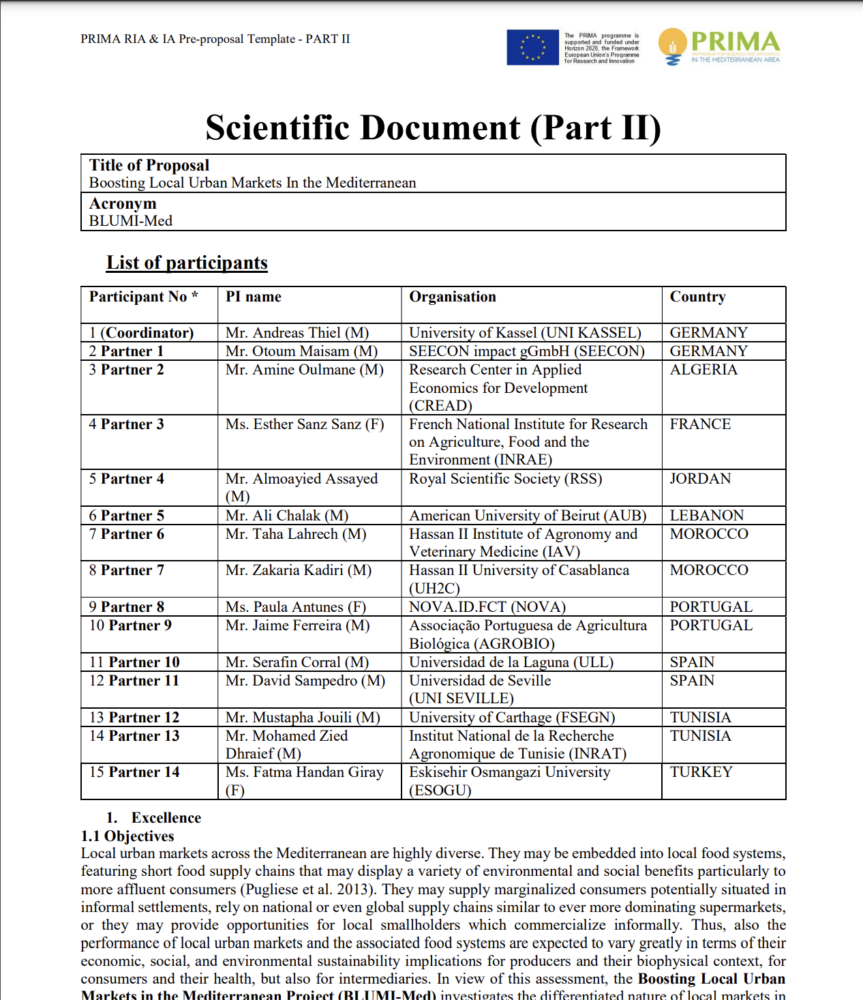 PRIMA RIA & IA Pre-proposal Template - PART II
The PRIMA programme is
supported and funded under
Horizon 2020, the Framework
European Union's Programme
for Research and Innovation
PRIMA
PARTNERSHIP FOR RESEARCH AND INNOVATION
IN THE MEDITERRANEAN AREA
Scientific Document (Part II)
Title of Proposal
Boosting Local Urban Markets In the Mediterranean
Acronym
BLUMI-Med
List of participants
Participant No * PI name Organisation Country
1 (Coordinator) Mr. Andreas Thiel (M) University of Kassel (UNI KASSEL) GERMANY
2 Partner 1 Mr. Otoum Maisam (M) SEECON impact gGmbH (SEECON) GERMANY
3 Partner 2 Mr. Amine Oulmane (M) Research Center in Applied ALGERIA
Economics for Development
(CREAD)
4 Partner 3 Ms. Esther Sanz Sanz (F) French National Institute for Research FRANCE
on Agriculture, Food and the
Environment (INRAE)
5 Partner 4 Mr. Almoayied Assayed Royal Scientific Society (RSS) JORDAN
(M)
6 Partner 5 Mr. Ali Chalak (M) American University of Beirut (AUB) LEBANON
7 Partner 6 Mr. Taha Lahrech (M) Hassan II Institute of Agronomy and MOROCCO
Veterinary Medicine (IAV)
8 Partner 7 Mr. Zakaria Kadiri (M) Hassan II University of Casablanca MOROCCO
(UH2C)
9 Partner 8 Ms. Paula Antunes (F) NOVA.ID.FCT (NOVA) PORTUGAL
10 Partner 9 Mr. Jaime Ferreira (M) Associação Portuguesa de Agricultura PORTUGAL
Biológica (AGROBIO)
11 Partner 10 Mr. Serafin Corral (M) Universidad de la Laguna (ULL) SPAIN
12 Partner 11 Mr. David Sampedro (M) Universidad de Seville SPAIN
(UNI SEVILLE)
13 Partner 12 Mr. Mustapha Jouili (M) University of Carthage (FSEGN) TUNISIA
14 Partner 13 Mr. Mohamed Zied Institut National de la Recherche TUNISIA
Dhraief (M) Agronomique de Tunisie (INRAT)
15 Partner 14 Ms. Fatma Handan Giray Eskisehir Osmangazi University TURKEY
(F) (ESOGU)
1. Excellence
1.1 Objectives
Local urban markets across the Mediterranean are highly diverse. They may be embedded into local food systems,
featuring short food supply chains that may display a variety of environmental and social benefits particularly to
more affluent consumers (Pugliese et al. 2013). They may supply marginalized consumers potentially situated in
informal settlements, rely on national or even global supply chains similar to ever more dominating supermarkets,
or they may provide opportunities for local smallholders which commercialize informally. Thus, also the
performance of local urban markets and the associated food systems are expected to vary greatly in terms of their
economic, social, and environmental sustainability implications for producers and their biophysical context, for
consumers and their health, but also for intermediaries. In view of this assessment, the Boosting Local Urban
Markets in the Mediterranean Project (BLUMI-Med) investigates the differentiated nature of local markets in